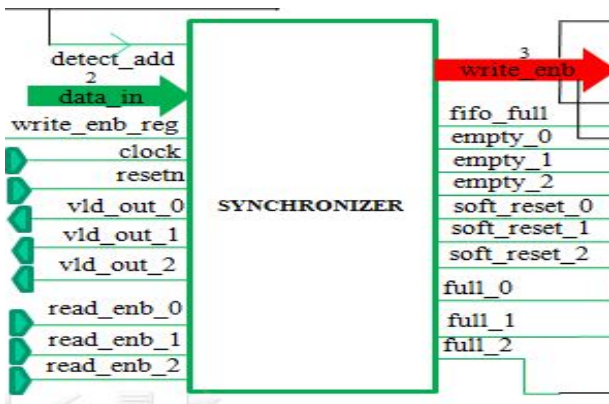 detect_add
2
data_in
write_enb_reg
clock
resetn
vld_out_0
vld_out_1
vld_out_2
read_enb_0
read_enb_1
read_enb_2
SYNCHRONIZER
3
write_enb
fifo_full
empty_0
empty_1
empty_2
soft_reset_0
soft_reset_1
soft_reset_2
full_0
full_1
full_2